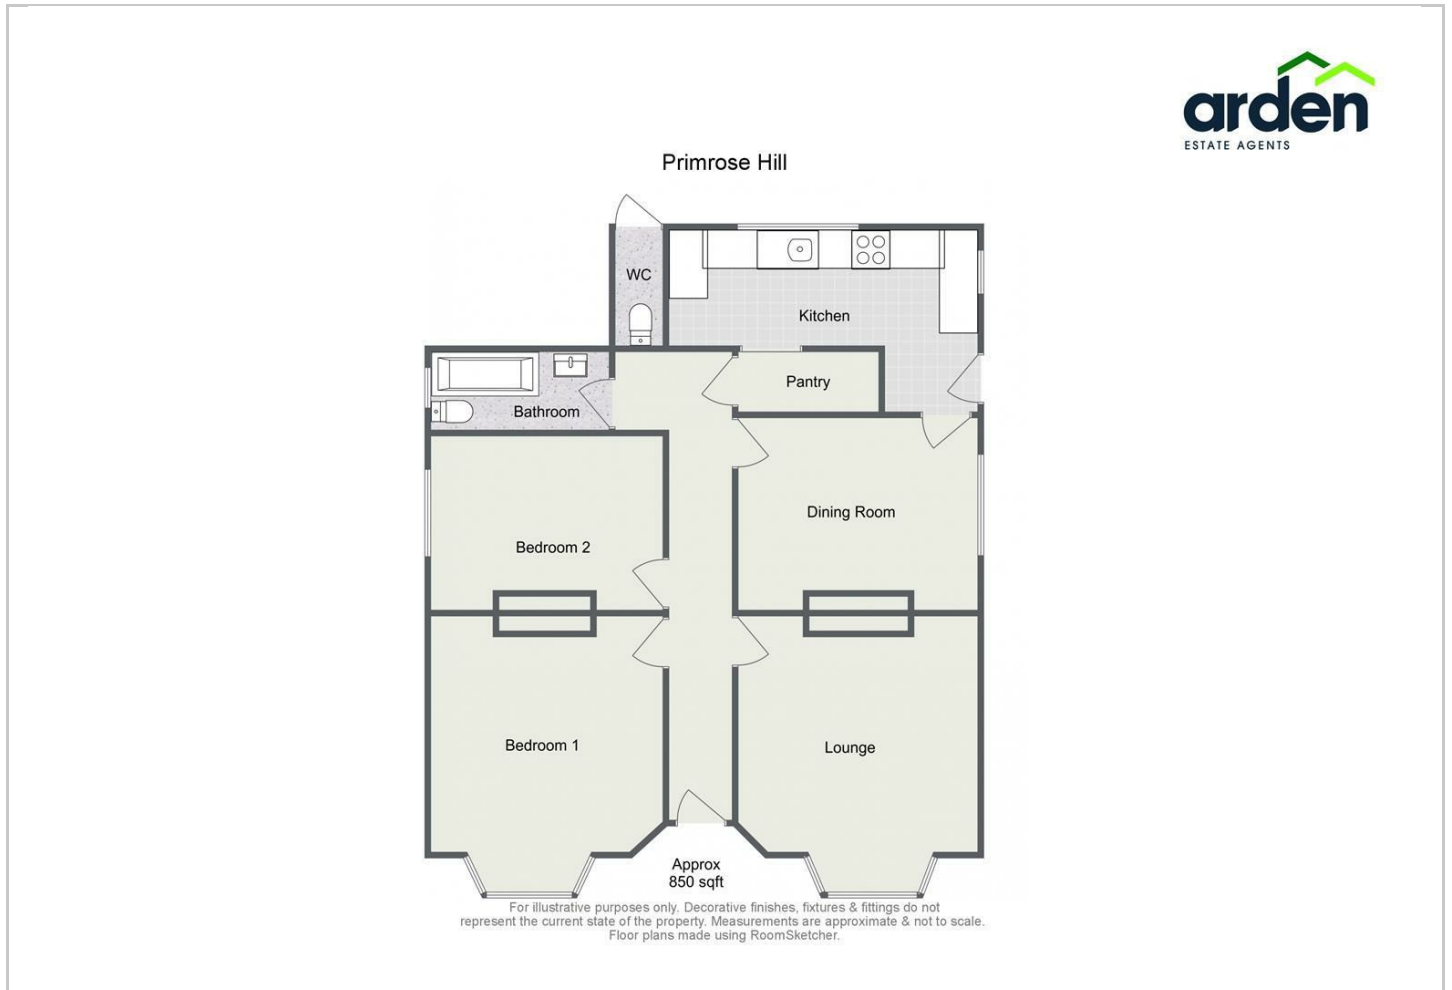 arden
ESTATE AGENTS
Primrose Hill
WC
Kitchen
Pantry
Bathroom
Dining Room
Bedroom 2
Bedroom 1
Lounge
Approx
850 sqft
For illustrative purposes only. Decorative finishes, fixtures & fittings do not
represent the current state of the property. Measurements are approximate & not to scale.
Floor plans made using RoomSketcher.